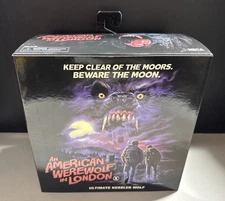 KEEP CLEAR OF THE MOORS.
BEWARE THE MOON.
AN
AMERICAN
WEREWOLF
IN LONDON
ULTIMATE KESSLER WOLF